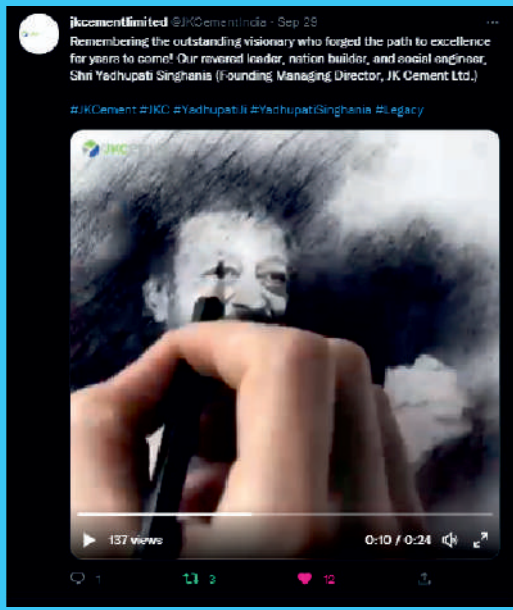 jkcementlimited @JKCementIndia · Sep 29
Remembering the outstanding visionary who forged the path to excellence
for years to come! Our revered leader, nation builder, and social engineer,
Shri Yadhupati Singhania (Founding Managing Director, JK Cement Ltd.)
#JKCement #JKC #YadhupatiJi #YadhupatiSinghania #Legacy
137 views
0:10 / 0:24
1
3
12